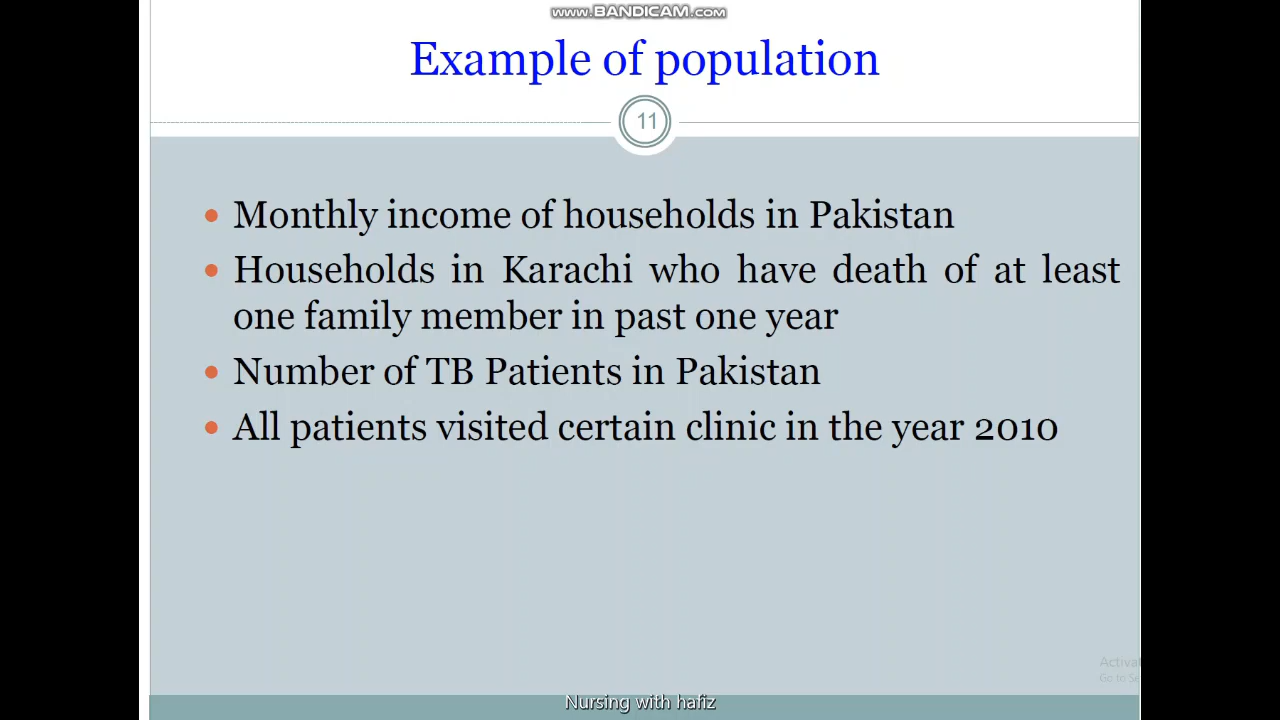 www.BANDICAM.com
Example of population
11
• Monthly income of households in Pakistan
• Households in Karachi who have death of at least
one family member in past one year
• Number of TB Patients in Pakistan
• All patients visited certain clinic in the year 2010
Nursing with hafiz